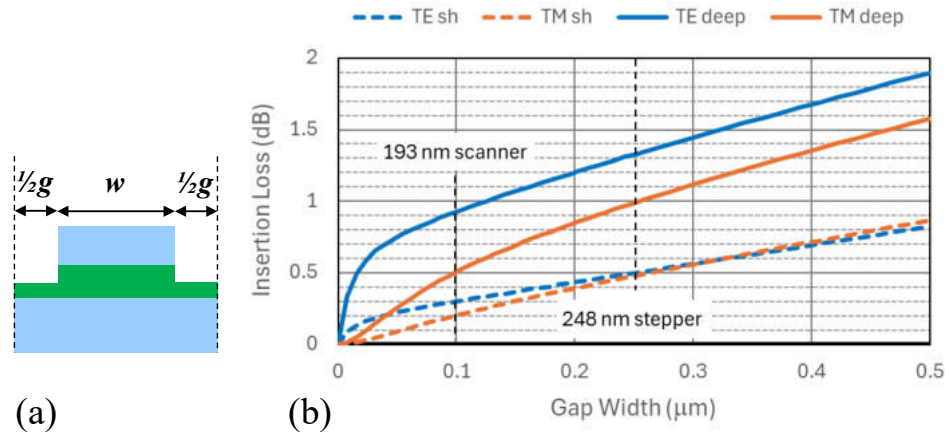 TE sh TM sh TE deep TM deep
2
1.5
1
0.5
0
Insertion Loss (dB)
193 nm scanner
248 nm stepper
0 0.1 0.2 0.3 0.4 0.5
Gap Width (μm)
½g w ½g
(a) (b)